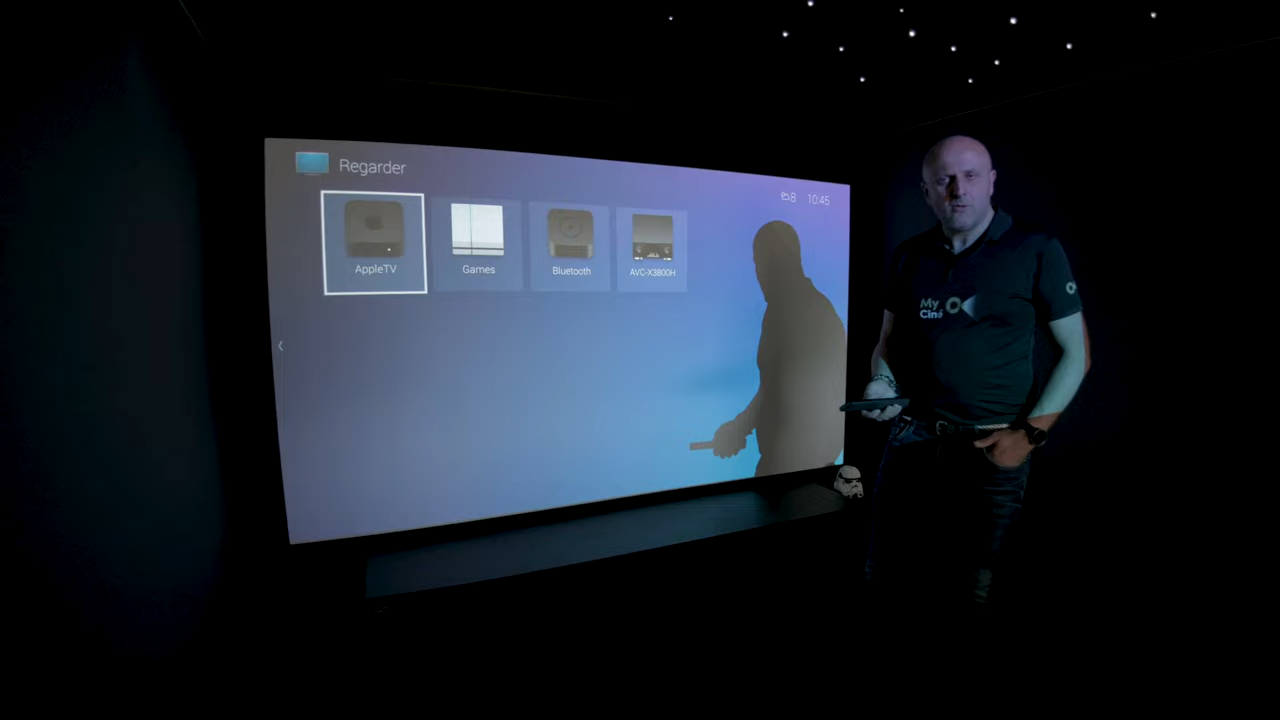 Regarder
8 10:45
AppleTV
Games
Bluetooth
AVC-X3800H
My
Ciné